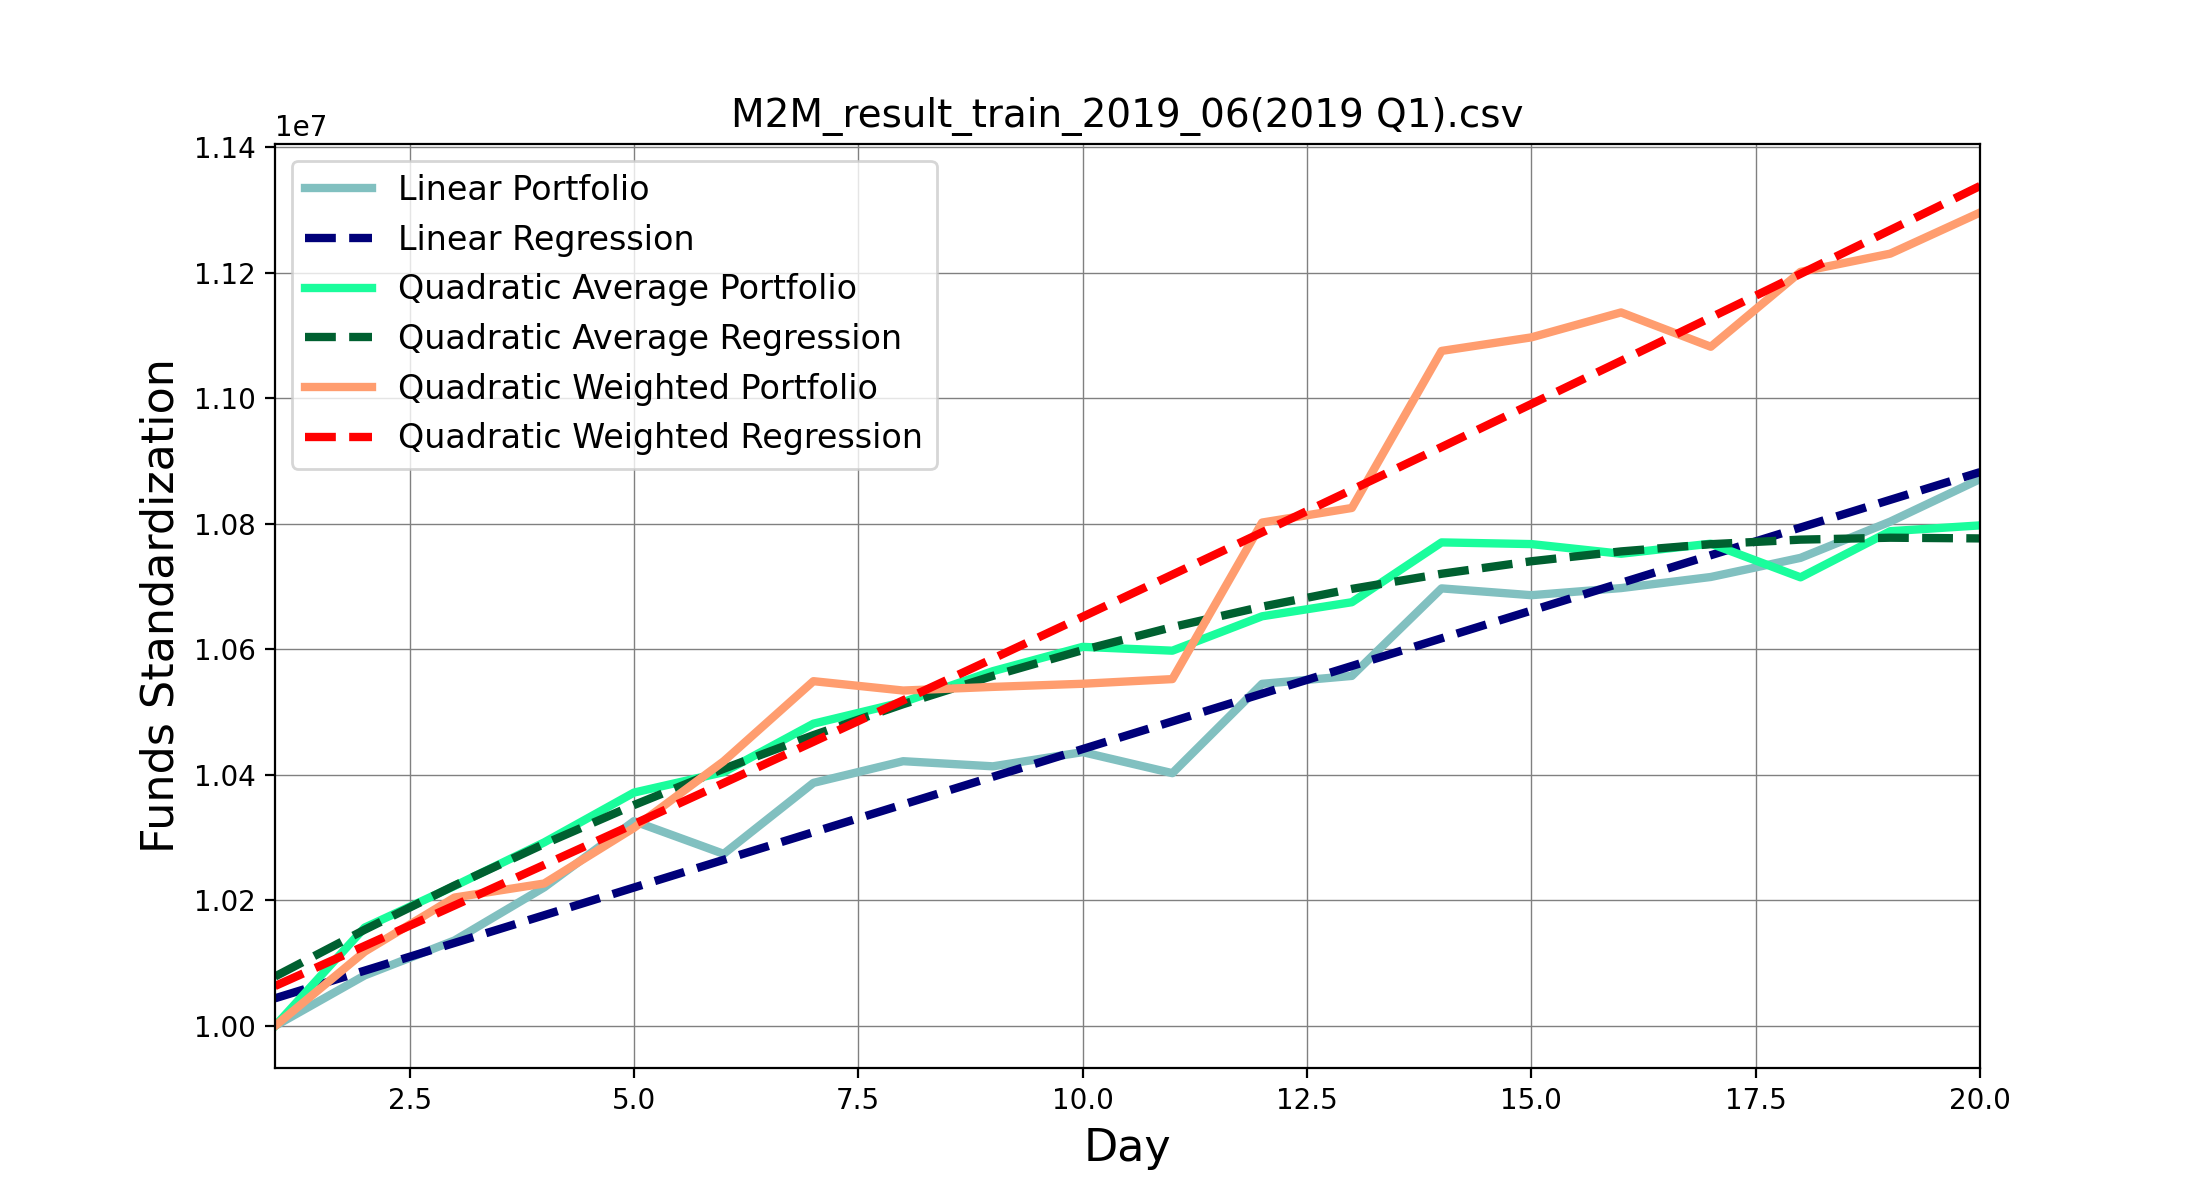 M2M_result_train_2019_06(2019 Q1).csv
1e7
1.14
1.12
1.10
1.08
1.06
1.04
1.02
1.00
Funds Standardization
Linear Portfolio
Linear Regression
Quadratic Average Portfolio
Quadratic Average Regression
Quadratic Weighted Portfolio
Quadratic Weighted Regression
2.5 5.0 7.5 10.0 12.5 15.0 17.5 20.0
Day